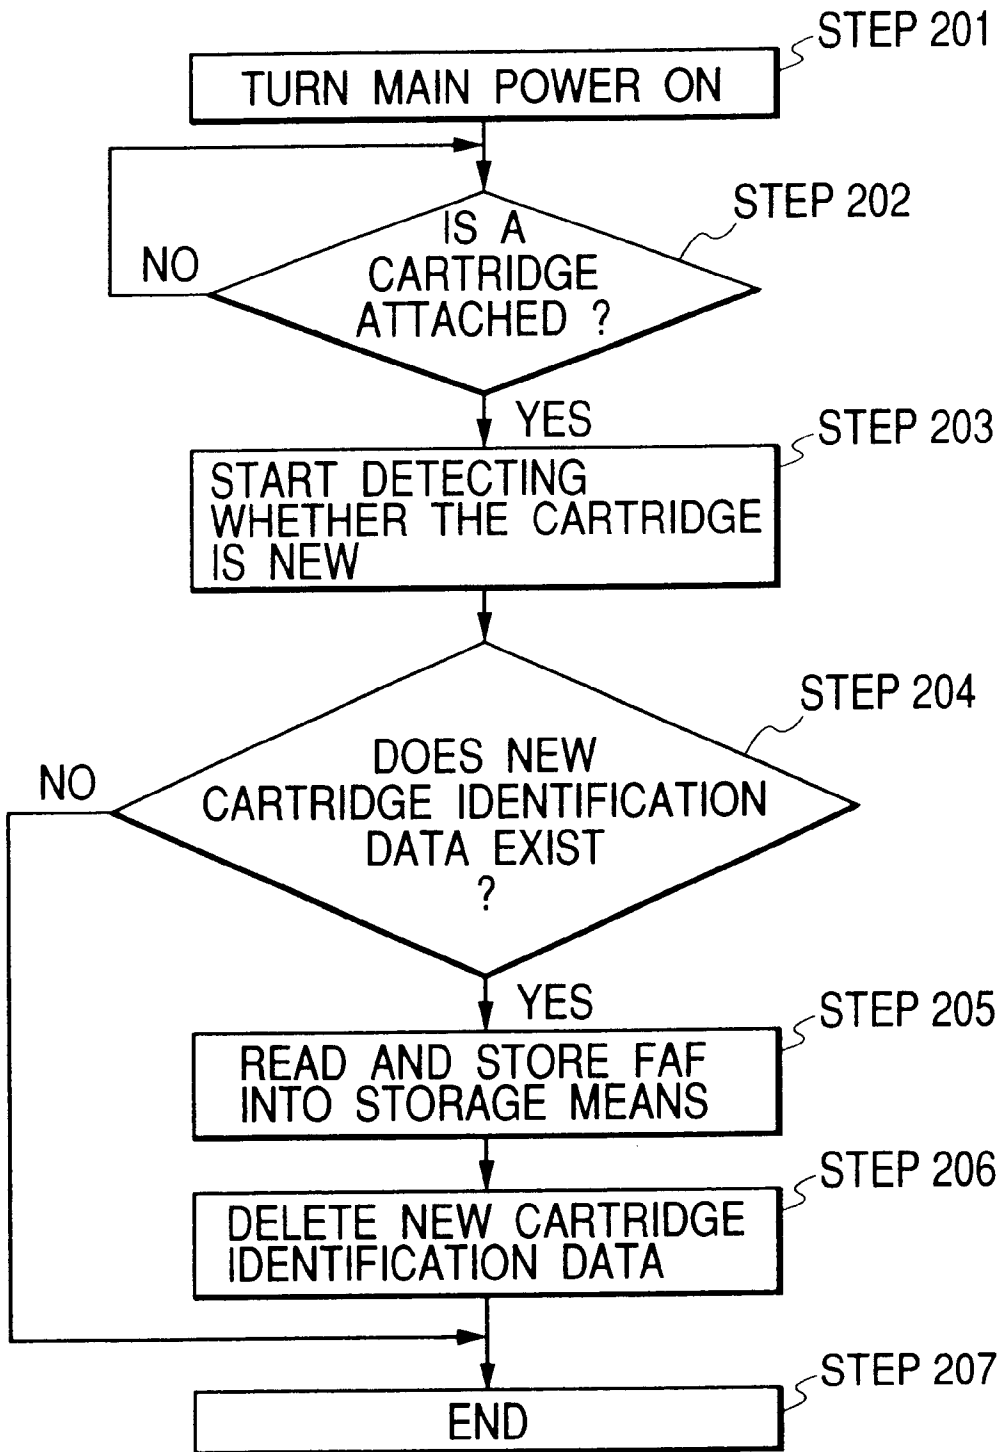 STEP 201
TURN MAIN POWER ON
STEP 202
IS A
CARTRIDGE
ATTACHED ?
NO
YES
STEP 203
START DETECTING
WHETHER THE CARTRIDGE
IS NEW
STEP 204
DOES NEW
CARTRIDGE IDENTIFICATION
DATA EXIST
?
NO
YES
STEP 205
READ AND STORE FAF
INTO STORAGE MEANS
STEP 206
DELETE NEW CARTRIDGE
IDENTIFICATION DATA
STEP 207
END